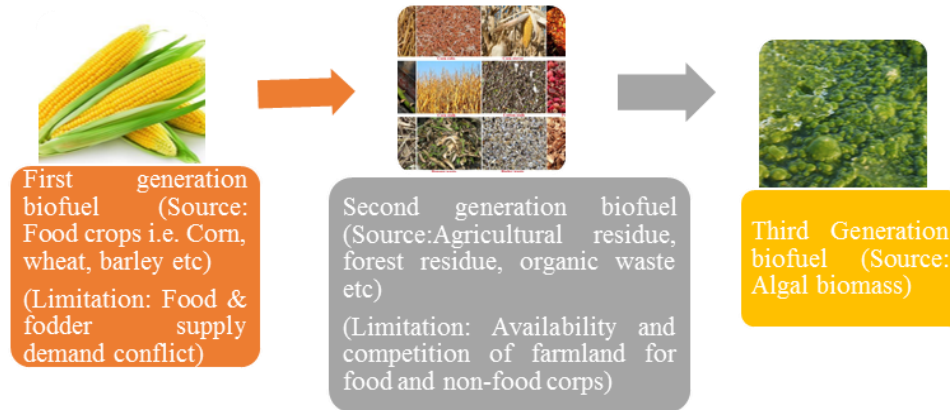 First generation
biofuel (Source:
Food crops i.e. Corn,
wheat, barley etc)
(Limitation: Food &
fodder supply
demand conflict)
Second generation biofuel
(Source:Agricultural residue,
forest residue, organic waste
etc)
(Limitation: Availability and
competition of farmland for
food and non-food corps)
Third Generation
biofuel (Source:
Algal biomass)